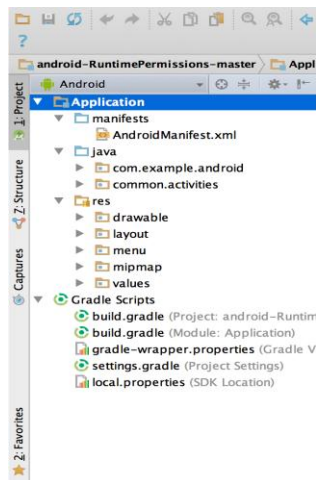 ?
android-RuntimePermissions-master
Appl
Android
1: Project
Application
manifests
AndroidManifest.xml
java
com.example.android
common.activities
Z: Structure
res
drawable
layout
menu
mipmap
values
Captures
Gradle Scripts
build.gradle (Project: android-Runtim
build.gradle (Module: Application)
gradle-wrapper.properties (Gradle V
settings.gradle (Project Settings)
local.properties (SDK Location)
2: Favorites